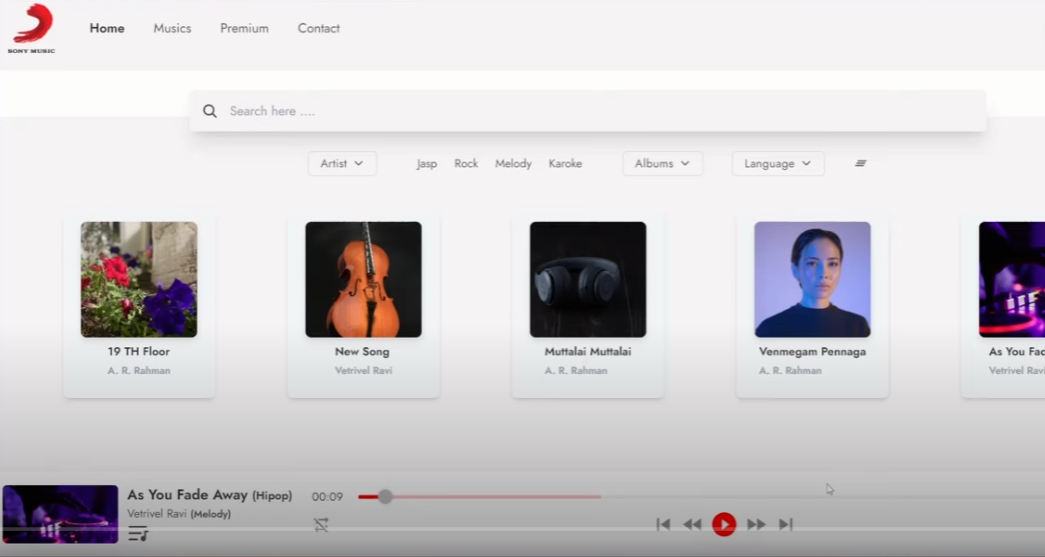 SONY MUSIC
Home Musics Premium Contact
Search here ....
Artist Jasp Rock Melody Karoke Albums Language
19 TH Floor
A. R. Rahman
New Song
Vetrivel Ravi
Muttalai Muttalai
A. R. Rahman
Venmegam Pennaga
A. R. Rahman
As You Fad
Vetrivel Ravi
As You Fade Away (Hipop) 00:09
Vetrivel Ravi (Melody)